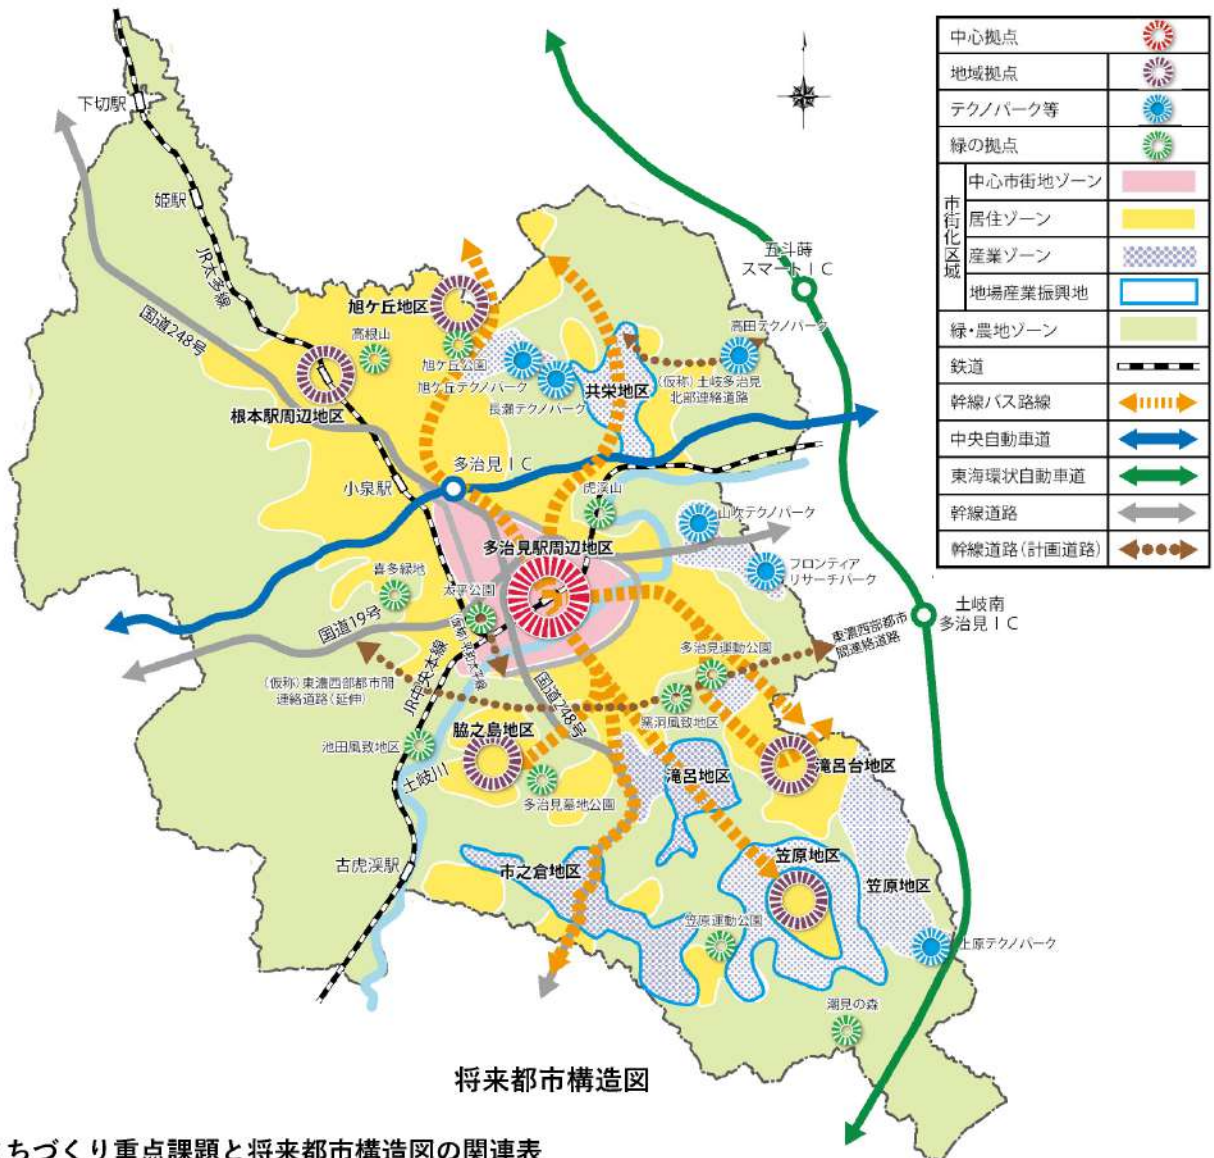 中心拠点
地域拠点
テクノパーク等
緑の拠点
市街化区域
中心市街地ゾーン
居住ゾーン
産業ゾーン
地場産業振興地
緑・農地ゾーン
鉄道
幹線バス路線
中央自動車道
東海環状自動車道
幹線道路
幹線道路(計画道路)
下切駅
姫駅
JR太多線
国道248号
五斗蒔
スマートIC
旭ケ丘地区
高根山
旭ケ丘公園
旭ケ丘テクノパーク
長瀬テクノパーク
高田テクノパーク
共栄地区
(仮称)土岐多治見
北部連絡道路
根本駅周辺地区
多治見IC
小泉駅
虎渓山
山吹テクノパーク
多治見駅周辺地区
フロンティア
リサーチパーク
喜多緑地
太平公園
国道19号
(仮称)平和太平線
土岐南
多治見IC
東濃西部都市
間連絡道路
多治見運動公園
(仮称)東濃西部都市間
連絡道路(延伸)
JR中央本線
国道248号
窯洞風致地区
池田風致地区
脇之島地区
滝呂地区
滝呂台地区
土岐川
多治見墓地公園
古虎渓駅
市之倉地区
笠原地区
笠原地区
笠原運動公園
上原テクノパーク
潮見の森
将来都市構造図
ちづくり重点課題と将来都市構造図の関連表